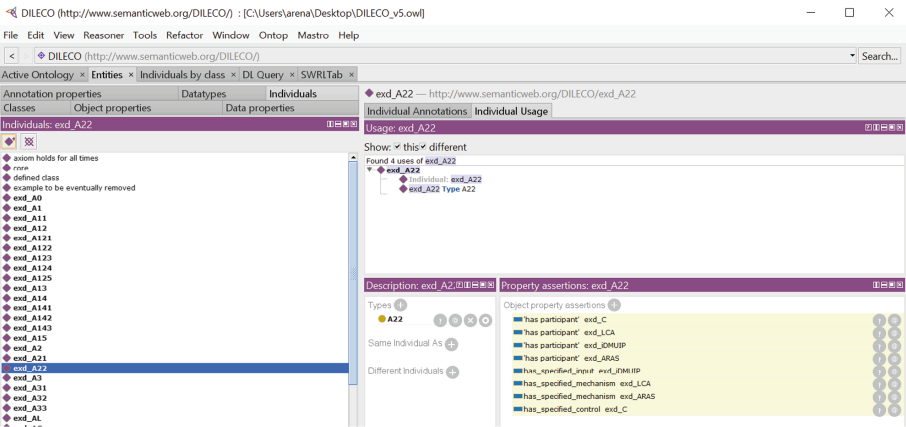 DILECO (http://www.semanticweb.org/DILECO/) : [C:\Users\arena\Desktop\DILECO_v5.owl]
File Edit View Reasoner Tools Refactor Window Ontop Mastro Help
DILECO (http://www.semanticweb.org/DILECO/)
Search...
Active Ontology × Entities × Individuals by class × DL Query × SWRLTab ×
Annotation properties Datatypes Individuals
Classes Object properties Data properties
Individuals: exd_A22
axiom holds for all times
core
defined class
example to be eventually removed
exd_A0
exd_A1
exd_A11
exd_A12
exd_A121
exd_A122
exd_A123
exd_A124
exd_A125
exd_A13
exd_A14
exd_A141
exd_A142
exd_A143
exd_A15
exd_A2
exd_A21
exd_A22
exd_A3
exd_A31
exd_A32
exd_A33
exd_AL
exd_A22 — http://www.semanticweb.org/DILECO/exd_A22
Individual Annotations Individual Usage
Usage: exd_A22
Show: this different
Found 4 uses of exd_A22
exd_A22
Individual: exd_A22
exd_A22 Type A22
Description: exd_A22
Types
A22
Same Individual As
Different Individuals
Property assertions: exd_A22
Object property assertions
'has participant' exd_C
'has participant' exd_LCA
'has participant' exd_iDMUIP
'has participant' exd_ARAS
has_specified_input exd_iDMUIP
has_specified_mechanism exd_LCA
has_specified_mechanism exd_ARAS
has_specified_control exd_C